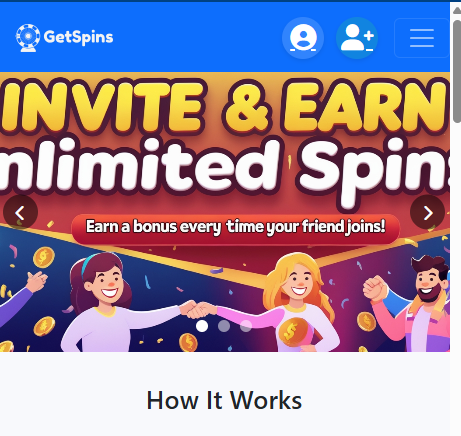 GetSpins
INVITE & EARN
nlimited Spin
Earn a bonus every time your friend joins!
How It Works